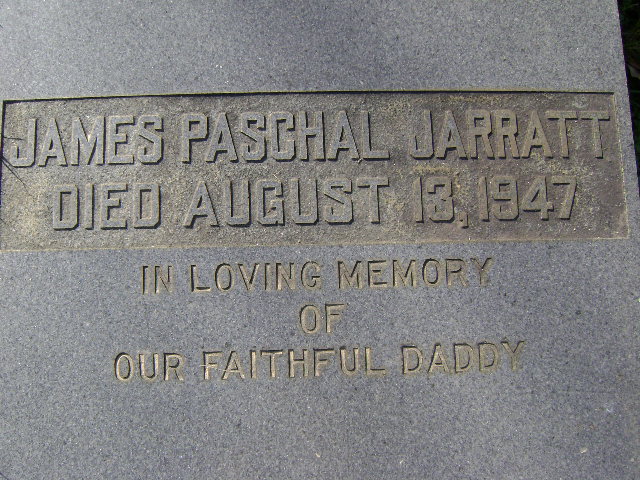 JAMES PASCHAL JARRATT
DIED AUGUST 13, 1947
IN LOVING MEMORY
OF
OUR FAITHFUL DADDY